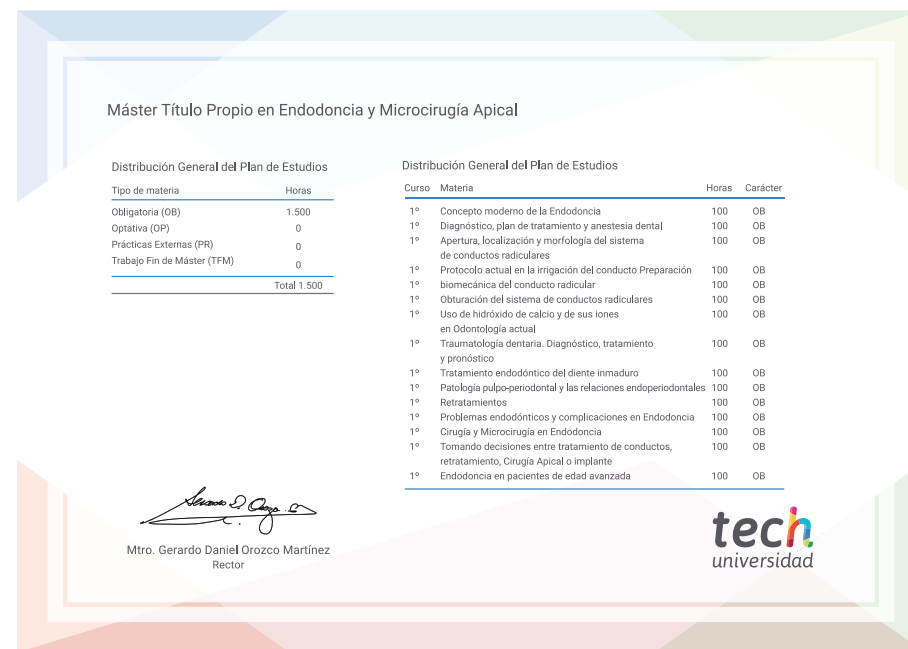 Máster Título Propio en Endodoncia y Microcirugía Apical
Distribución General del Plan de Estudios
Tipo de materia Horas
Obligatoria (OB) 1.500
Optativa (OP) 0
Prácticas Externas (PR) 0
Trabajo Fin de Máster (TFM) 0
Total 1.500
Distribución General del Plan de Estudios
Curso Materia Horas Carácter
1º Concepto moderno de la Endodoncia 100 OB
1º Diagnóstico, plan de tratamiento y anestesia dental 100 OB
1º Apertura, localización y morfología del sistema 100 OB
de conductos radiculares
1º Protocolo actual en la irrigación del conducto Preparación 100 OB
1º biomecánica del conducto radicular 100 OB
1º Obturación del sistema de conductos radiculares 100 OB
1º Uso de hidróxido de calcio y de sus iones 100 OB
en Odontología actual
1º Traumatología dentaria. Diagnóstico, tratamiento 100 OB
y pronóstico
1º Tratamiento endodóntico del diente inmaduro 100 OB
1º Patología pulpo-periodontal y las relaciones endoperiodontales 100 OB
1º Retratamientos 100 OB
1º Problemas endodónticos y complicaciones en Endodoncia 100 OB
1º Cirugía y Microcirugía en Endodoncia 100 OB
1º Tomando decisiones entre tratamiento de conductos, 100 OB
retratamiento, Cirugía Apical o implante
1º Endodoncia en pacientes de edad avanzada 100 OB
Mtro. Gerardo Daniel Orozco Martínez
Rector
tech
universidad